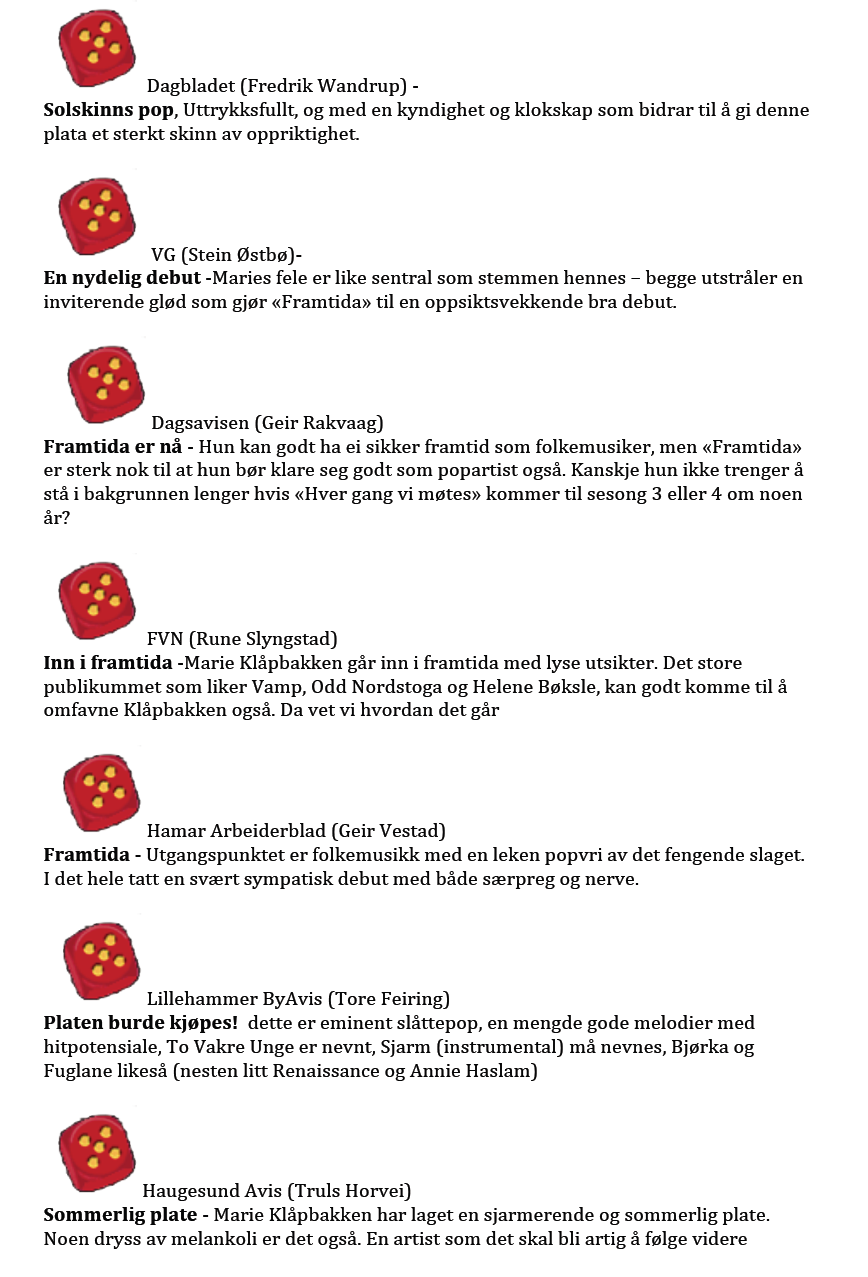 Dagbladet (Fredrik Wandrup) -
Solskinns pop, Uttrykksfullt, og med en kyndighet og klokskap som bidrar til å gi denne
plata et sterkt skinn av oppriktighet.
VG (Stein Østbø)-
En nydelig debut -Maries fele er like sentral som stemmen hennes – begge utstråler en
inviterende glød som gjør «Framtida» til en oppsiktsvekkende bra debut.
Dagsavisen (Geir Rakvaag)
Framtida er nå - Hun kan godt ha ei sikker framtid som folkemusiker, men «Framtida»
er sterk nok til at hun bør klare seg godt som popartist også. Kanskje hun ikke trenger å
stå i bakgrunnen lenger hvis «Hver gang vi møtes» kommer til sesong 3 eller 4 om noen
år?
FVN (Rune Slyngstad)
Inn i framtida -Marie Klåpbakken går inn i framtida med lyse utsikter. Det store
publikummet som liker Vamp, Odd Nordstoga og Helene Bøksle, kan godt komme til å
omfavne Klåpbakken også. Da vet vi hvordan det går
Hamar Arbeiderblad (Geir Vestad)
Framtida - Utgangspunktet er folkemusikk med en leken popvri av det fengende slaget.
I det hele tatt en svært sympatisk debut med både særpreg og nerve.
Lillehammer ByAvis (Tore Feiring)
Platen burde kjøpes!  dette er eminent slåttepop, en mengde gode melodier med
hitpotensiale, To Vakre Unge er nevnt, Sjarm (instrumental) må nevnes, Bjørka og
Fuglane likeså (nesten litt Renaissance og Annie Haslam)
Haugesund Avis (Truls Horvei)
Sommerlig plate - Marie Klåpbakken har laget en sjarmerende og sommerlig plate.
Noen dryss av melankoli er det også. En artist som det skal bli artig å følge videre